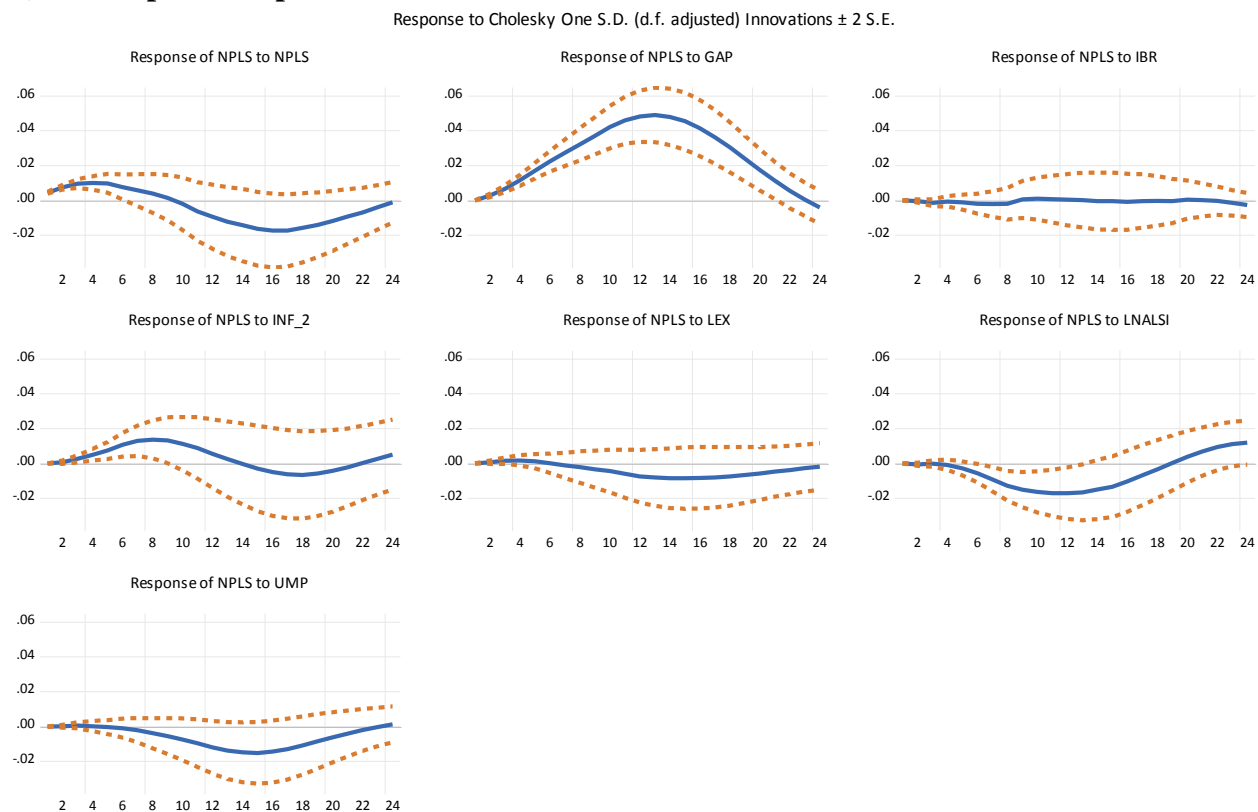 Response to Cholesky One S.D. (d.f. adjusted) Innovations ± 2 S.E.
Response of NPLS to NPLS
Response of NPLS to GAP
Response of NPLS to IBR
.06
.04
.02
.00
-.02
2 4 6 8 10 12 14 16 18 20 22 24
.06
.04
.02
.00
-.02
2 4 6 8 10 12 14 16 18 20 22 24
.06
.04
.02
.00
-.02
2 4 6 8 10 12 14 16 18 20 22 24
Response of NPLS to INF_2
Response of NPLS to LEX
Response of NPLS to LNALSI
.06
.04
.02
.00
-.02
2 4 6 8 10 12 14 16 18 20 22 24
.06
.04
.02
.00
-.02
2 4 6 8 10 12 14 16 18 20 22 24
.06
.04
.02
.00
-.02
2 4 6 8 10 12 14 16 18 20 22 24
Response of NPLS to UMP
.06
.04
.02
.00
-.02
2 4 6 8 10 12 14 16 18 20 22 24